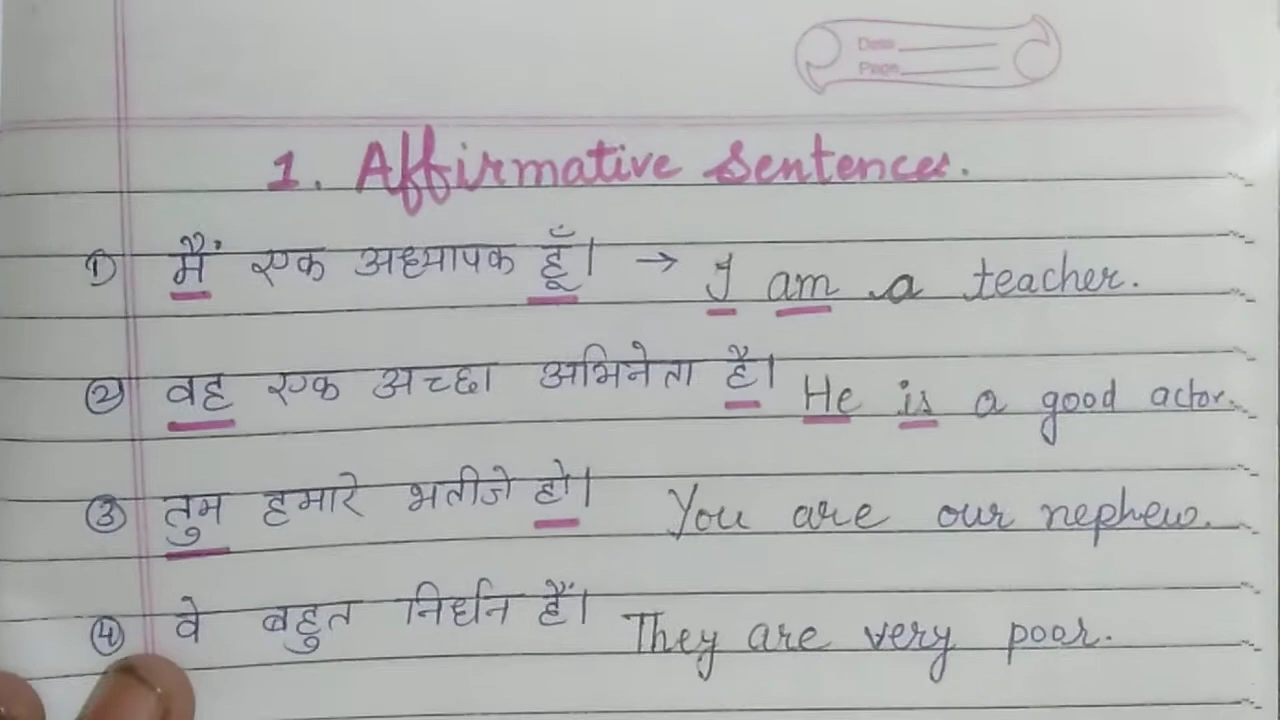 Date
Page
1. Affirmative Sentences.
1) मैं एक अध्यापक हूँ। → I am a teacher.
2) वह एक अच्छा अभिनेता है। He is a good actor.
3) तुम हमारे भतीजे हो। You are our nephew.
4) वे बहुत निर्धन हैं। They are very poor.